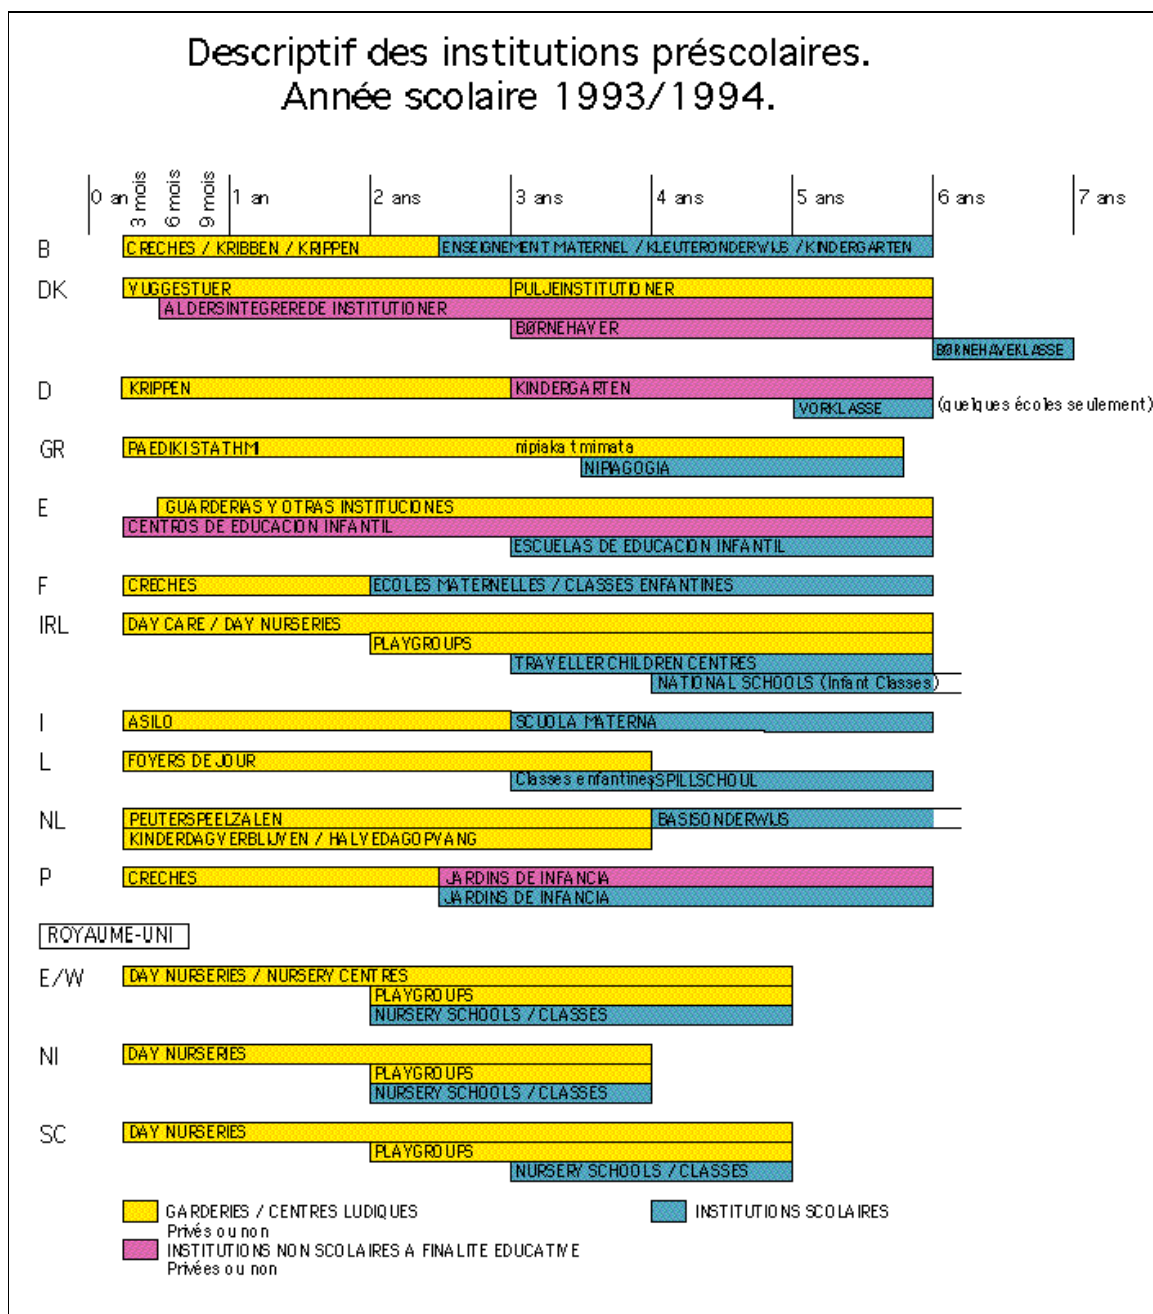 Descriptif des institutions préscolaires.
Année scolaire 1993/1994.
0 an 3 mois 6 mois 9 mois 1 an 2 ans 3 ans 4 ans 5 ans 6 ans 7 ans
B CRECHES / KRIBBEN / KRIPPEN ENSEIGNEMENT MATERNEL / KLEUTERONDERWIJS / KINDERGARTEN
DK VUGGESTUER PULJEINSTITUTIONER
ALDERSINTEGREREDE INSTITUTIONER
BØRNEHAVER
BØRNEHAVEKLASSE
D KRIPPEN KINDERGARTEN
VORKLASSE (quelques écoles seulement)
GR PAEDIKI STATHMI nipiaka tmimata
NIPIAGOGIA
E GUARDERIAS Y OTRAS INSTITUCIONES
CENTROS DE EDUCACION INFANTIL
ESCUELAS DE EDUCACION INFANTIL
F CRECHES ECOLES MATERNELLES / CLASSES ENFANTINES
IRL DAY CARE / DAY NURSERIES
PLAYGROUPS
TRAVELLER CHILDREN CENTRES
NATIONAL SCHOOLS (Infant Classes)
I ASILO SCUOLA MATERNA
L FOYERS DE JOUR
Classes enfantines SPILLSCHOUL
NL PEUTERSPEELZALEN BASISONDERWIJS
KINDERDAGVERBLIJVEN / HALVEDAGOPVANG
P CRECHES JARDINS DE INFANCIA
JARDINS DE INFANCIA
ROYAUME-UNI
E/W DAY NURSERIES / NURSERY CENTRES
PLAYGROUPS
NURSERY SCHOOLS / CLASSES
NI DAY NURSERIES
PLAYGROUPS
NURSERY SCHOOLS / CLASSES
SC DAY NURSERIES
PLAYGROUPS
NURSERY SCHOOLS / CLASSES
GARDERIES / CENTRES LUDIQUES INSTITUTIONS SCOLAIRES
Privés ou non
INSTITUTIONS NON SCOLAIRES A FINALITE EDUCATIVE
Privées ou non